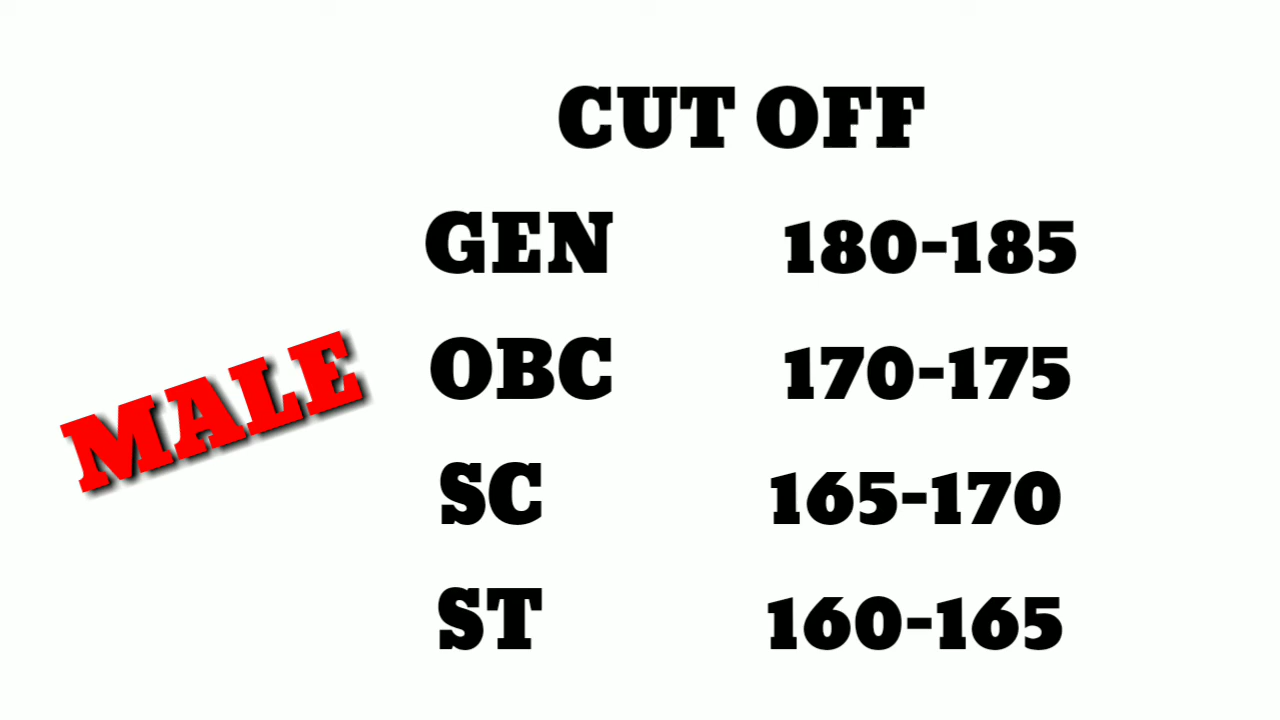 CUT OFF
GEN 180-185
OBC 170-175
MALE
SC 165-170
ST 160-165